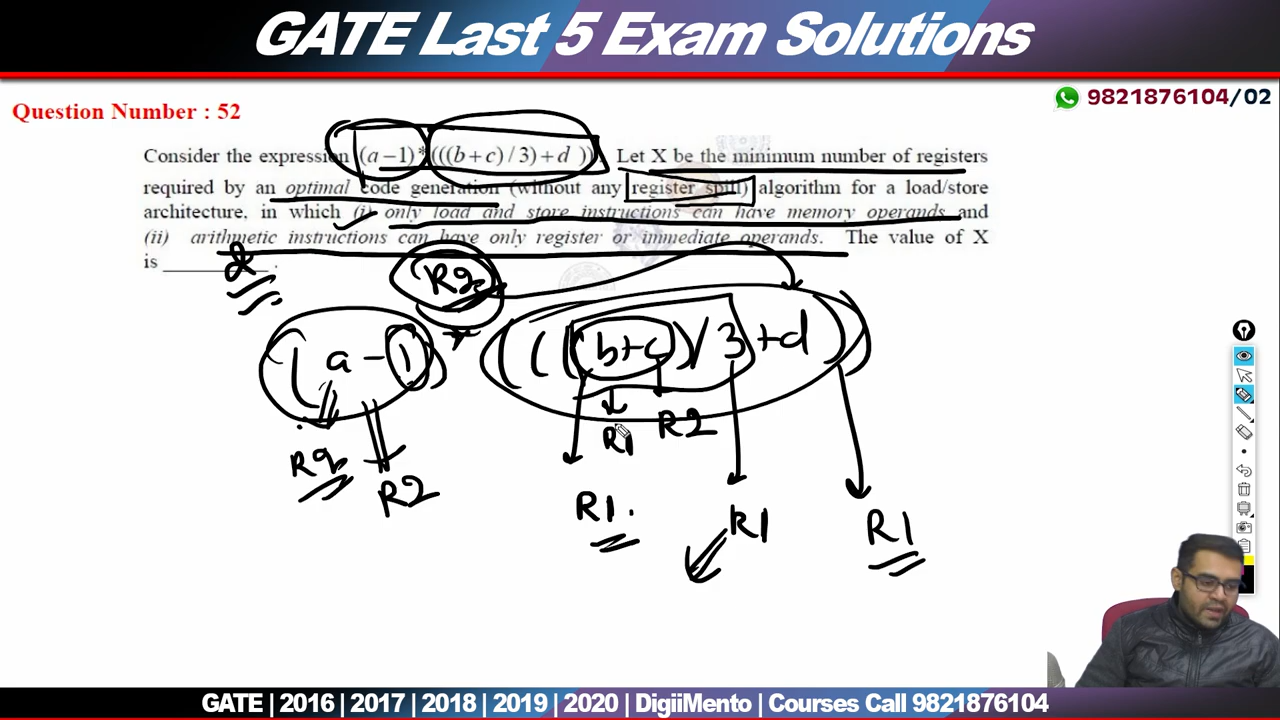 GATE Last 5 Exam Solutions
Question Number : 52
9821876104/02
Consider the expression (a−1)*(((b+c)/3)+d)). Let X be the minimum number of registers
required by an optimal code generation (without any register spill) algorithm for a load/store
architecture, in which (i) only load and store instructions can have memory operands and
(ii) arithmetic instructions can have only register or immediate operands. The value of X
is __________ .
2
R2
(a-1) * (((b+c)/3+d))
R1 R2
R2
R2
R1. R1 R1
GATE | 2016 | 2017 | 2018 | 2019 | 2020 | DigiiMento | Courses Call 9821876104